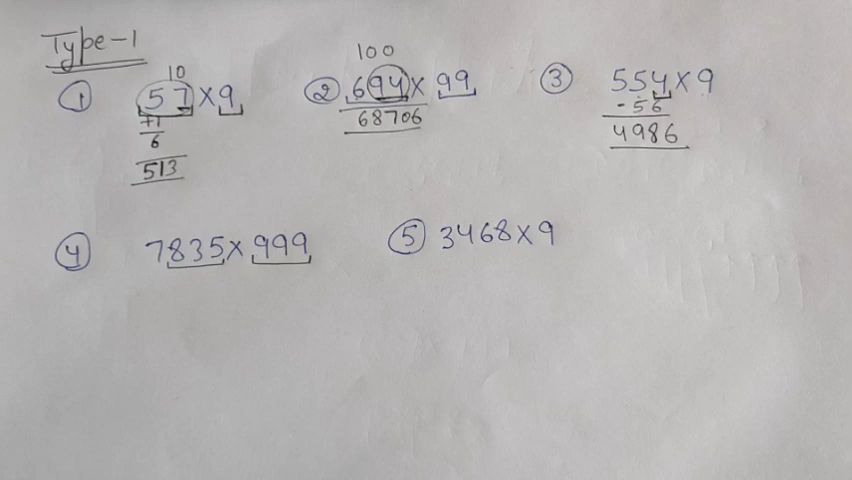 Type-1
10
100
① 57 × 9
② 694 × 99
③ 554 × 9
+1
6
513
68706
-56
4986
④ 7835 × 999
⑤ 3468 × 9